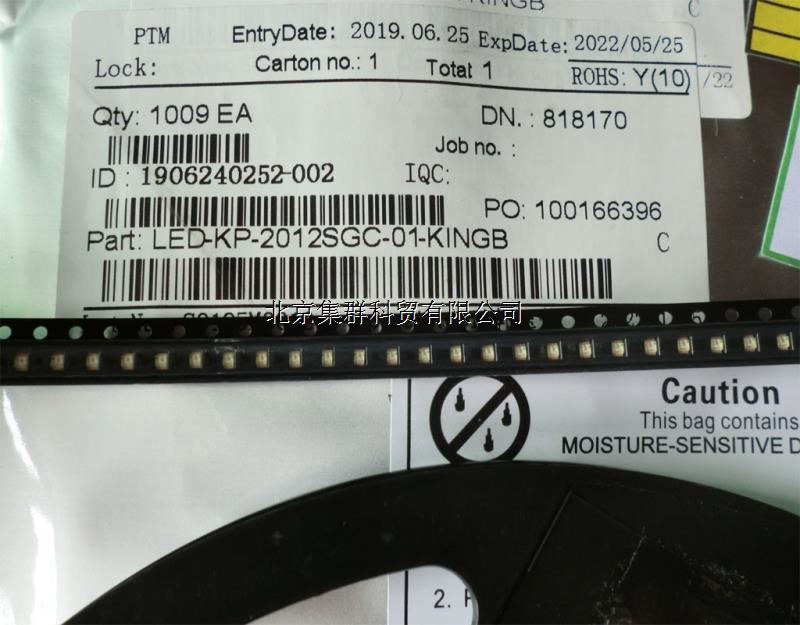 KINGB
C
PTM EntryDate: 2019.06.25 ExpDate: 2022/05/25
Lock: Carton no.: 1 Totat 1 ROHS: Y(10) /22
Qty: 1009 EA DN. : 818170
Job no. :
ID : 1906240252-002 IQC:
PO: 100166396
Part: LED-KP-2012SGC-01-KINGB C
北京集群科贸有限公司
Caution
This bag contains
MOISTURE-SENSITIVE D
2.